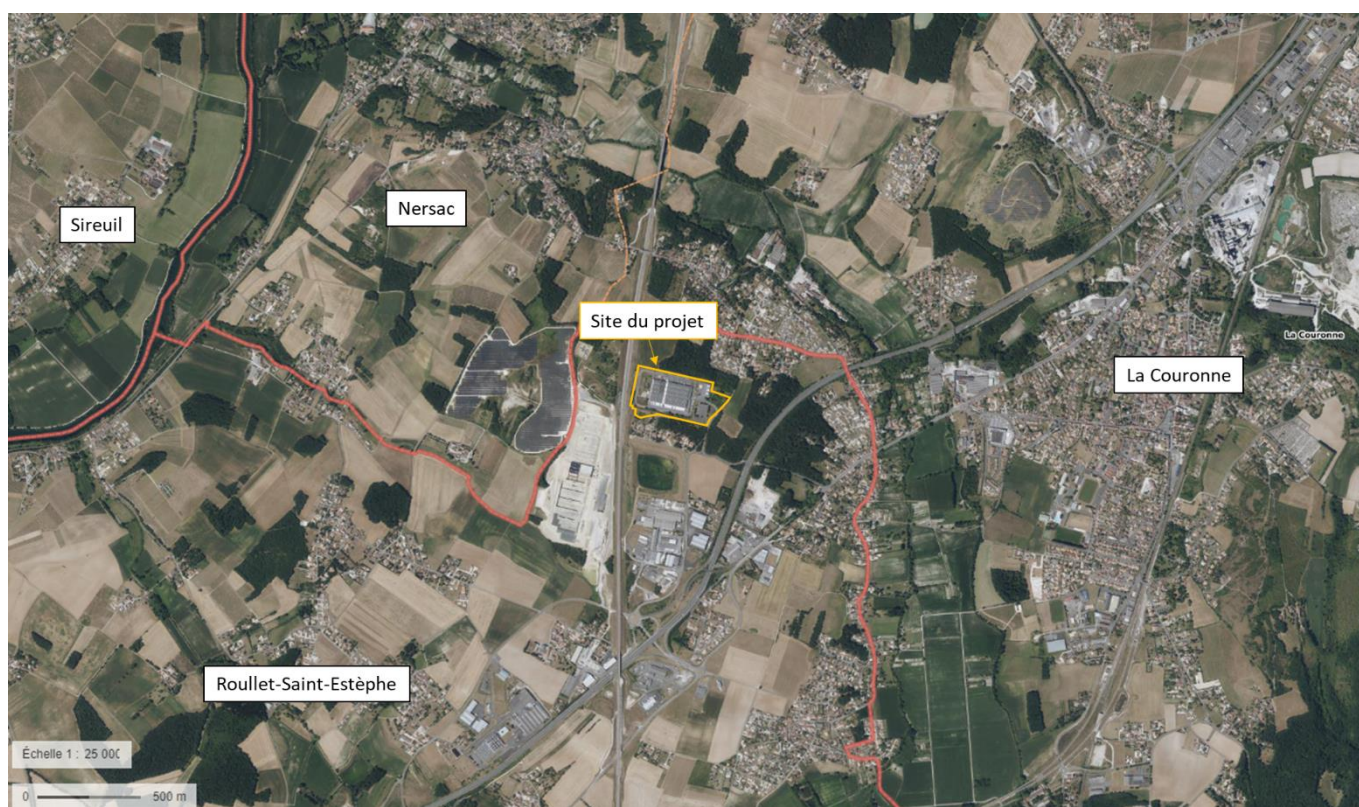 Sireuil
Nersac
Site du projet
La Couronne
La Couronne
Roullet-Saint-Estèphe
Échelle 1 : 25 000
0 500 m